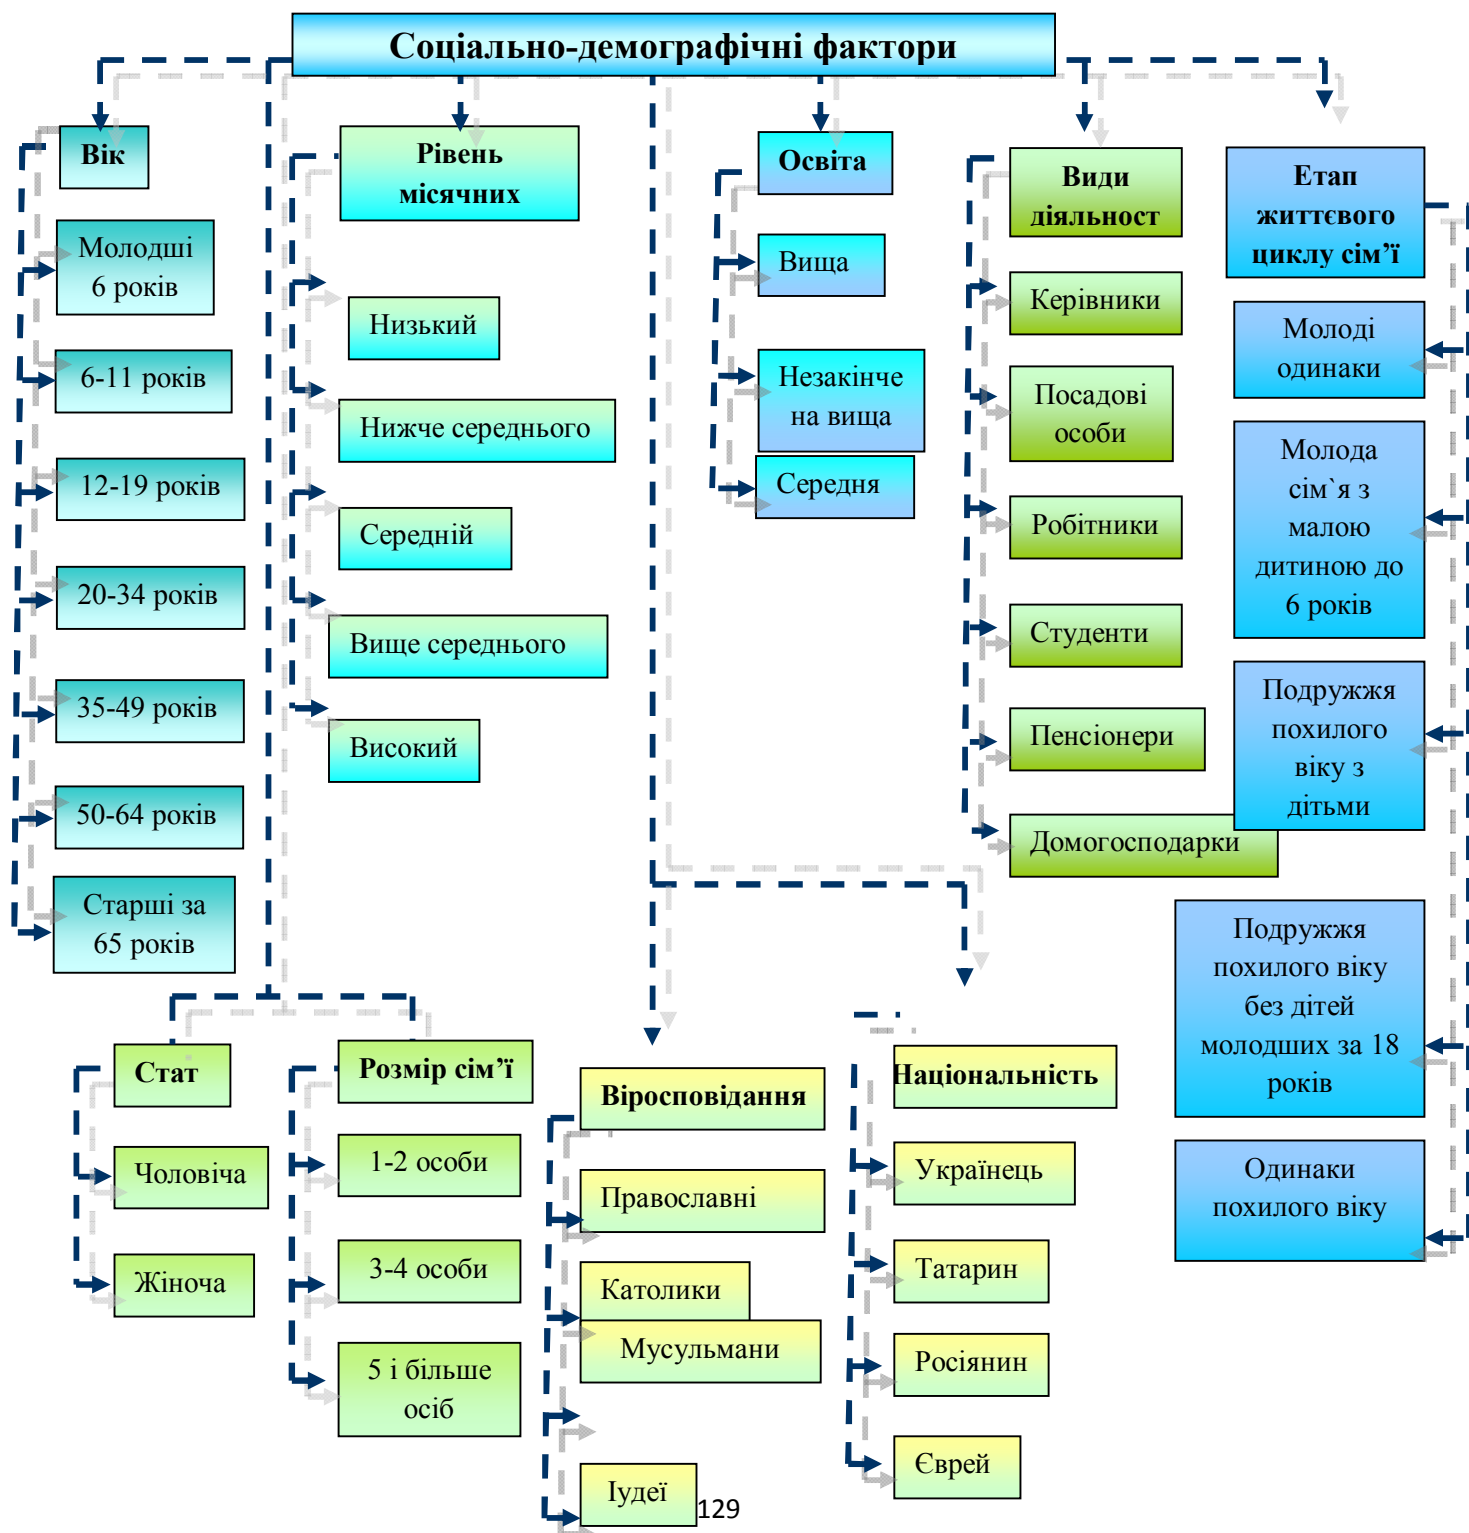 Соціально-демографічні фактори
Вік
Молодші
6 років
6-11 років
12-19 років
20-34 років
35-49 років
50-64 років
Старші за
65 років
Рівень
місячних
Низький
Нижче середнього
Середній
Вище середнього
Високий
Освіта
Вища
Незакінче
на вища
Середня
Види
діяльност
Керівники
Посадові
особи
Робітники
Студенти
Пенсіонери
Домогосподарки
Етап
життєвого
циклу сім’ї
Молоді
одинаки
Молода
сім`я з
малою
дитиною до
6 років
Подружжя
похилого
віку з
дітьми
Подружжя
похилого віку
без дітей
молодших за 18
років
Одинаки
похилого віку
Стат
Чоловіча
Жіноча
Розмір сім’ї
1-2 особи
3-4 особи
5 і більше
осіб
Віросповідання
Православні
Католики
Мусульмани
Іудеї
Національність
Українець
Татарин
Росіянин
Єврей
129